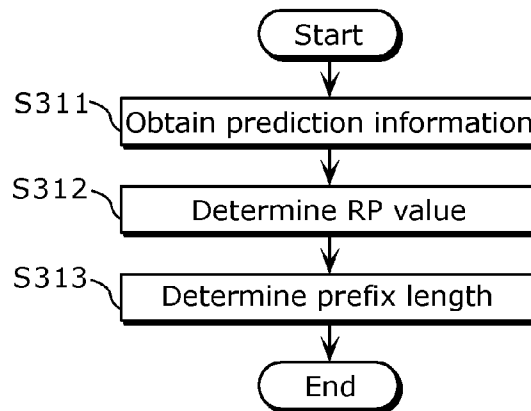 Start
S311
Obtain prediction information
S312
Determine RP value
S313
Determine prefix length
End